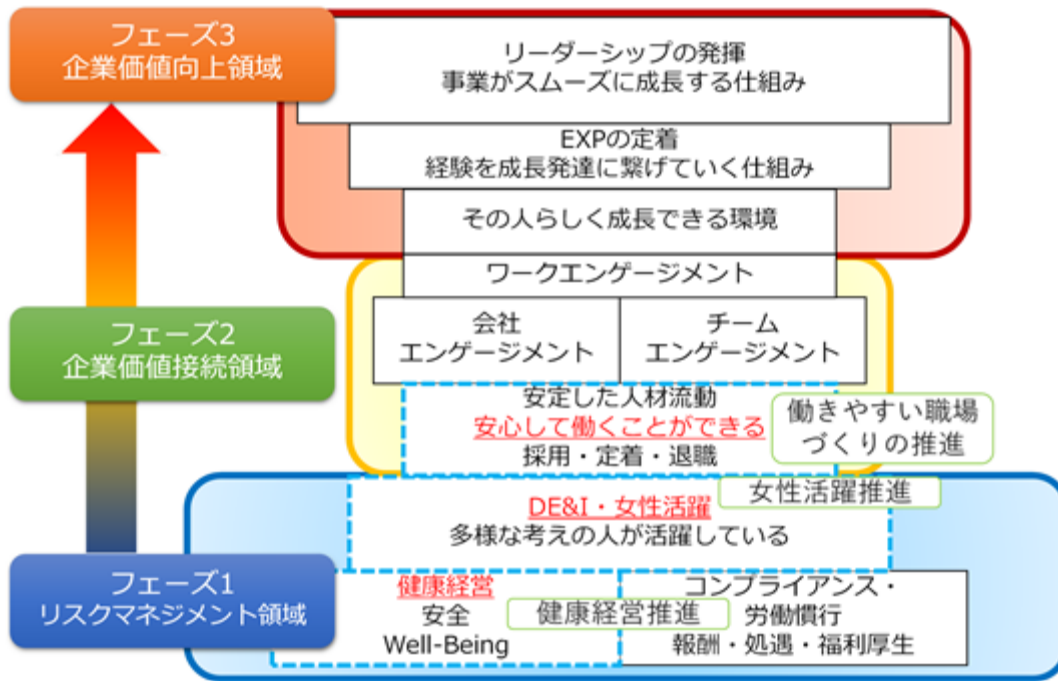 フェーズ3
企業価値向上領域
リーダーシップの発揮
事業がスムーズに成長する仕組み
EXPの定着
経験を成長発達に繋げていく仕組み
その人らしく成長できる環境
ワークエンゲージメント
フェーズ2
企業価値接続領域
会社
エンゲージメント
チーム
エンゲージメント
安定した人材流動
安心して働くことができる
採用・定着・退職
働きやすい職場
づくりの推進
女性活躍推進
DE&I・女性活躍
多様な考えの人が活躍している
フェーズ1
リスクマネジメント領域
健康経営
安全
Well-Being
健康経営推進
コンプライアンス・
労働慣行
報酬・処遇・福利厚生